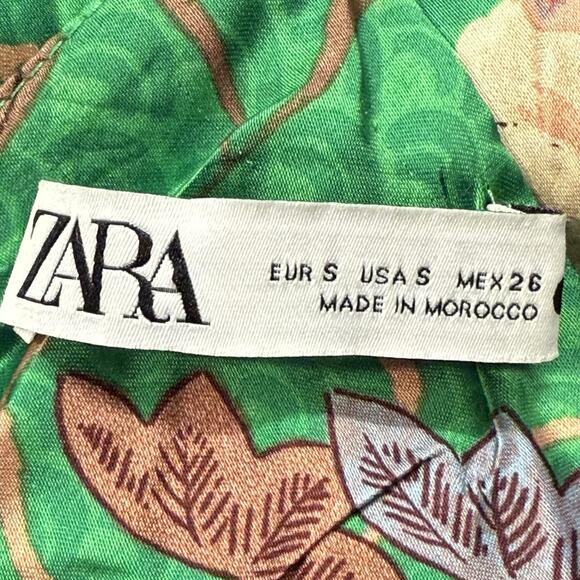 ZARA
EUR S USA S MEX 26
MADE IN MOROCCO